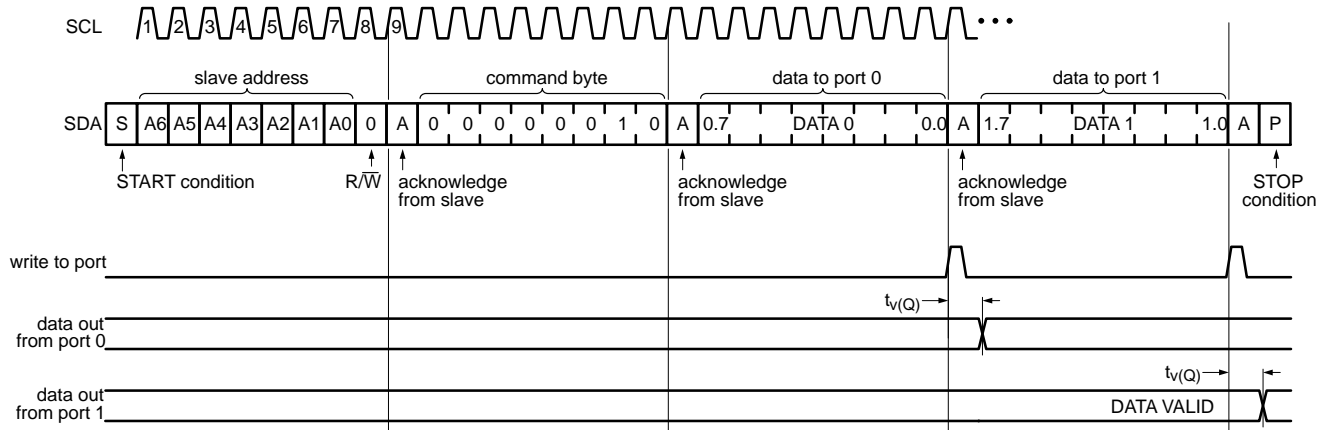 SCL 1 2 3 4 5 6 7 8 9 • • •
slave address command byte data to port 0 data to port 1
SDA S A6 A5 A4 A3 A2 A1 A0 0 A 0 0 0 0 0 0 1 0 A 0.7 DATA 0 0.0 A 1.7 DATA 1 1.0 A P
START condition R/W̅ acknowledge
from slave
acknowledge
from slave
acknowledge
from slave
STOP
condition
write to port
tv(Q)
data out
from port 0
tv(Q)
data out
from port 1
DATA VALID